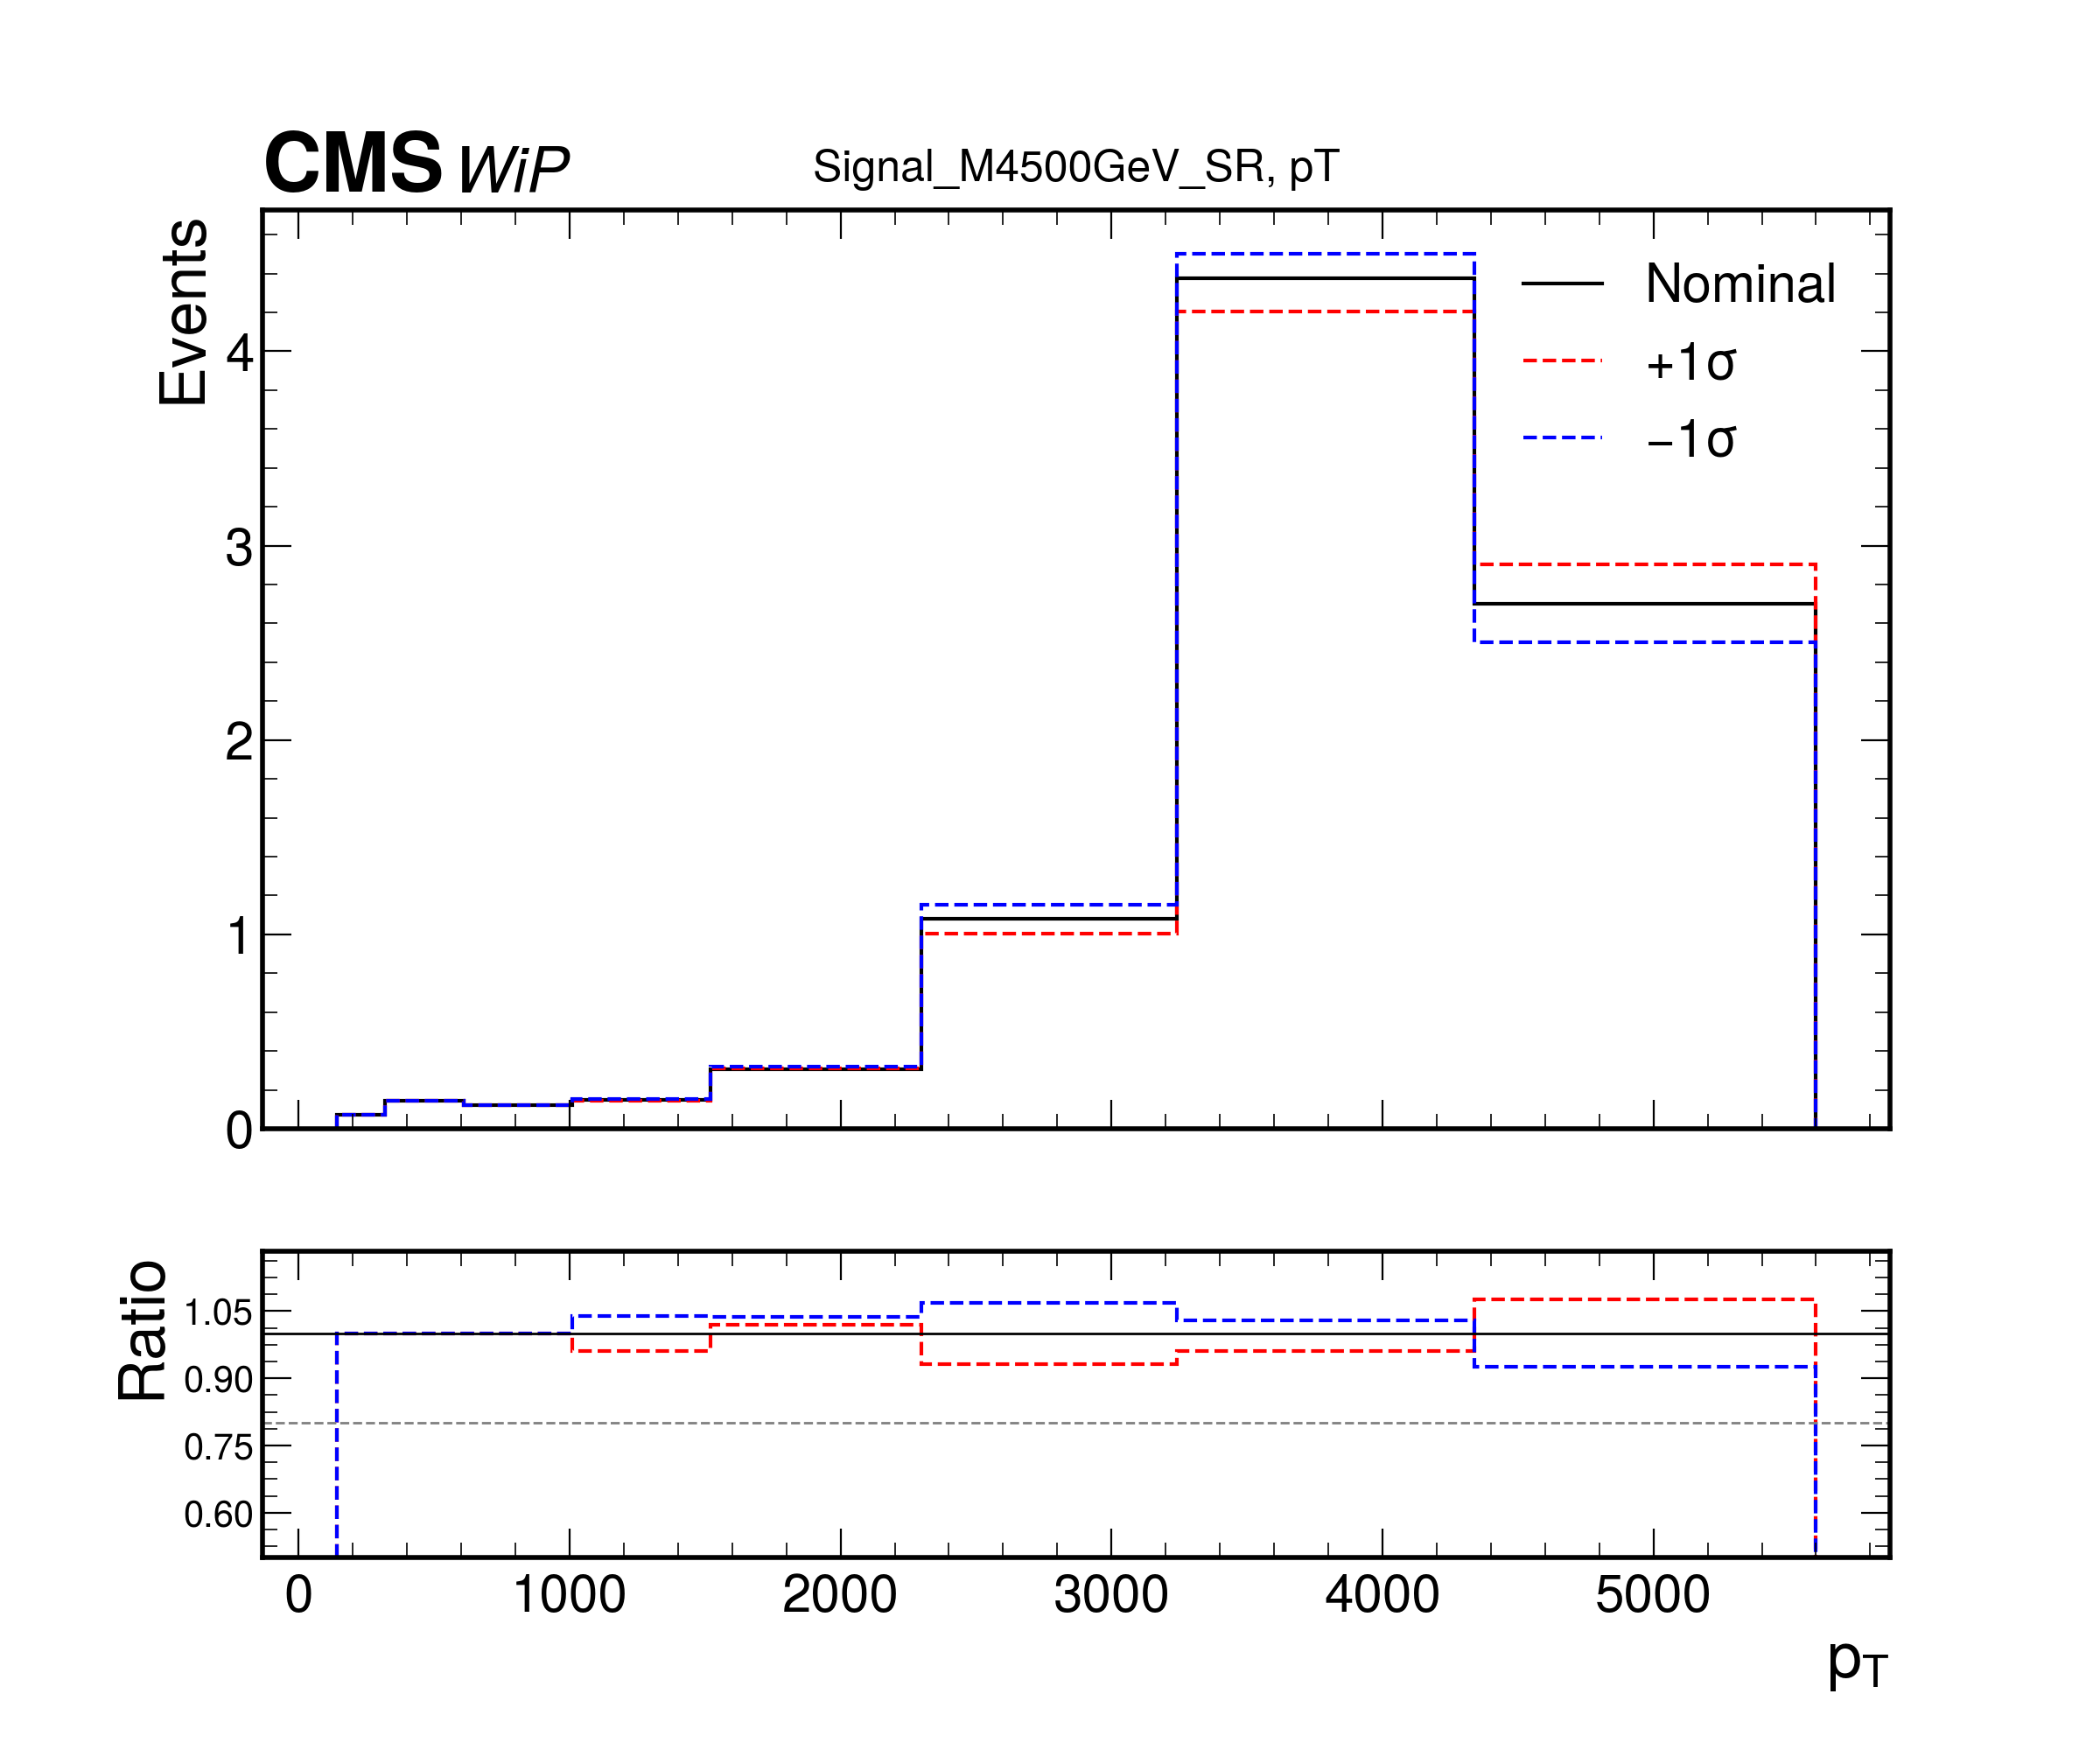 CMS WiP
Signal_M4500GeV_SR, pT
Events
4
3
2
1
0
Nominal
+1σ
−1σ
Ratio
1.05
0.90
0.75
0.60
0 1000 2000 3000 4000 5000
pT